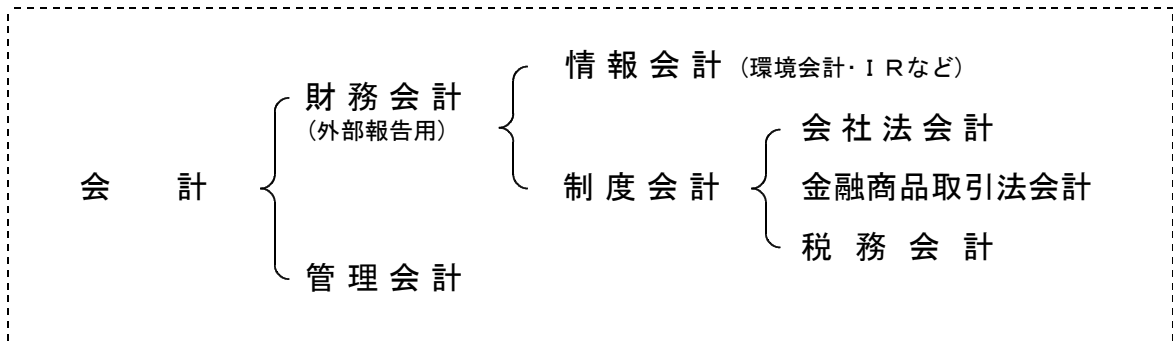 情報会計 (環境会計・ＩＲなど)
財務会計
(外部報告用)
会社法会計
会 計
制度会計
金融商品取引法会計
税務会計
管理会計